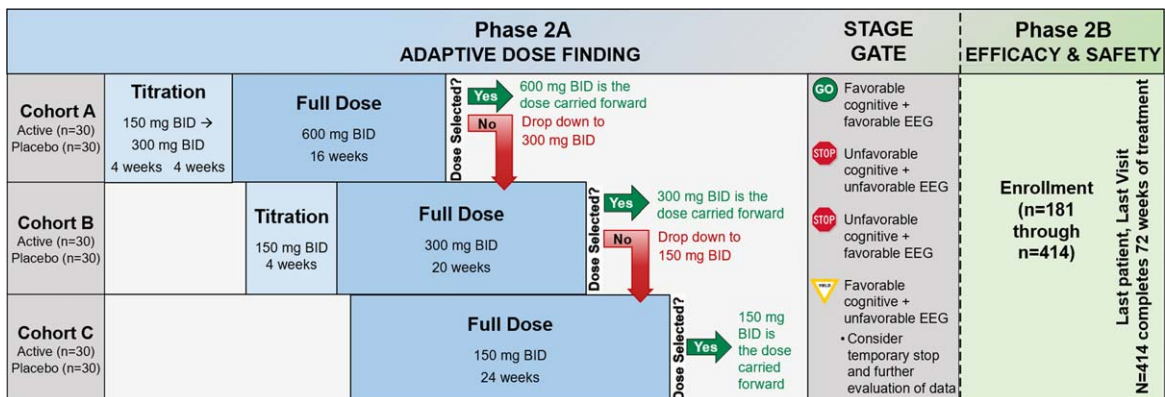 Phase 2A
ADAPTIVE DOSE FINDING
STAGE
GATE
Phase 2B
EFFICACY & SAFETY
Cohort A
Active (n=30)
Placebo (n=30)
Titration
150 mg BID →
300 mg BID
4 weeks 4 weeks
Full Dose
600 mg BID
16 weeks
Dose Selected?
Yes
600 mg BID is the
dose carried forward
No
Drop down to
300 mg BID
Cohort B
Active (n=30)
Placebo (n=30)
Titration
150 mg BID
4 weeks
Full Dose
300 mg BID
20 weeks
Dose Selected?
Yes
300 mg BID is the
dose carried forward
No
Drop down to
150 mg BID
Cohort C
Active (n=30)
Placebo (n=30)
Full Dose
150 mg BID
24 weeks
Dose Selected?
Yes
150 mg
BID is
the dose
carried
forward
GO
Favorable
cognitive +
favorable EEG
STOP
Unfavorable
cognitive +
unfavorable EEG
STOP
Unfavorable
cognitive +
favorable EEG
YIELD
Favorable
cognitive +
unfavorable EEG
• Consider
temporary stop
and further
evaluation of data
Enrollment
(n=181
through
n=414)
Last patient, Last Visit
N=414 completes 72 weeks of treatment